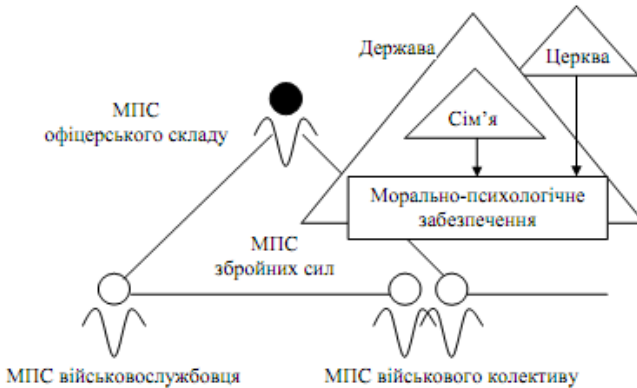 Держава
Церква
МПС
офіцерського складу
Сім’я
Морально-психологічне
забезпечення
МПС
збройних сил
МПС військовослужбовця
МПС військового колективу